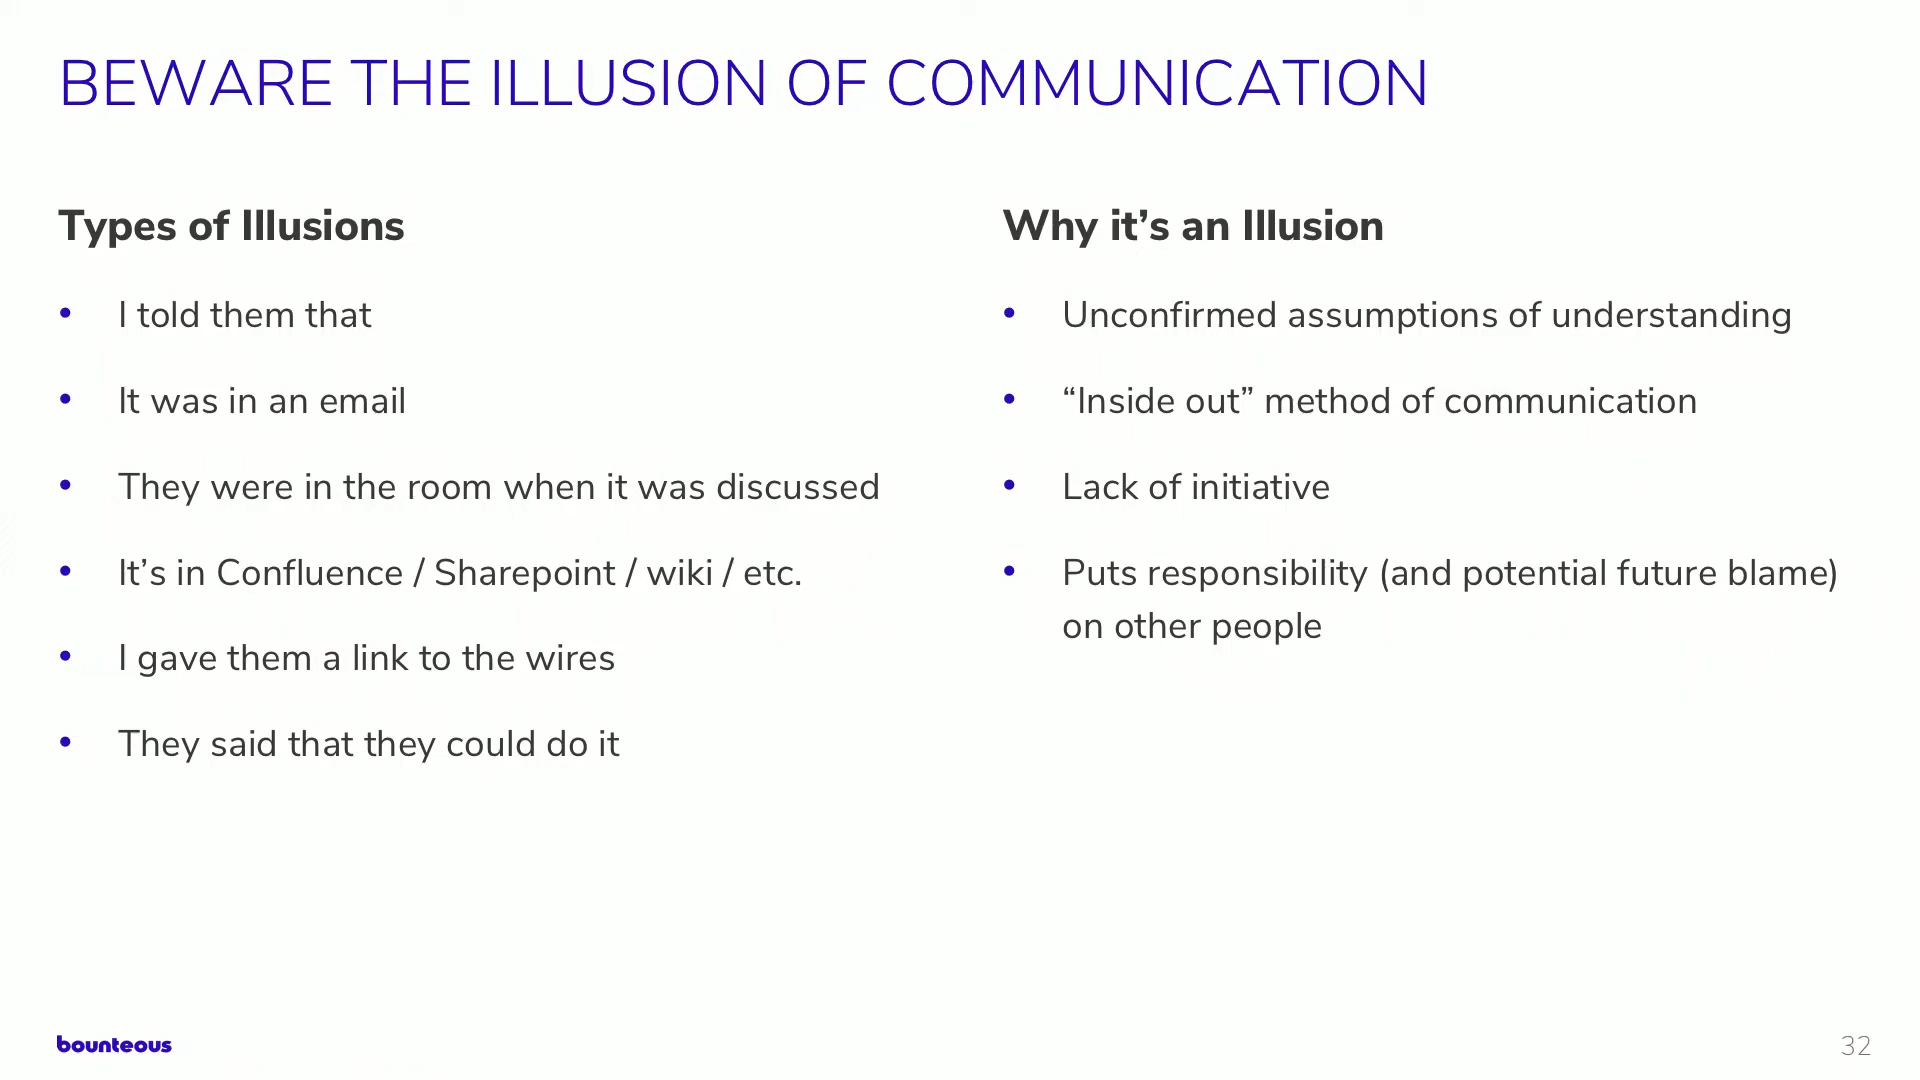 BEWARE THE ILLUSION OF COMMUNICATION
Types of Illusions
• I told them that
• It was in an email
• They were in the room when it was discussed
• It’s in Confluence / Sharepoint / wiki / etc.
• I gave them a link to the wires
• They said that they could do it
Why it’s an Illusion
• Unconfirmed assumptions of understanding
• “Inside out” method of communication
• Lack of initiative
• Puts responsibility (and potential future blame)
on other people
bounteous
32